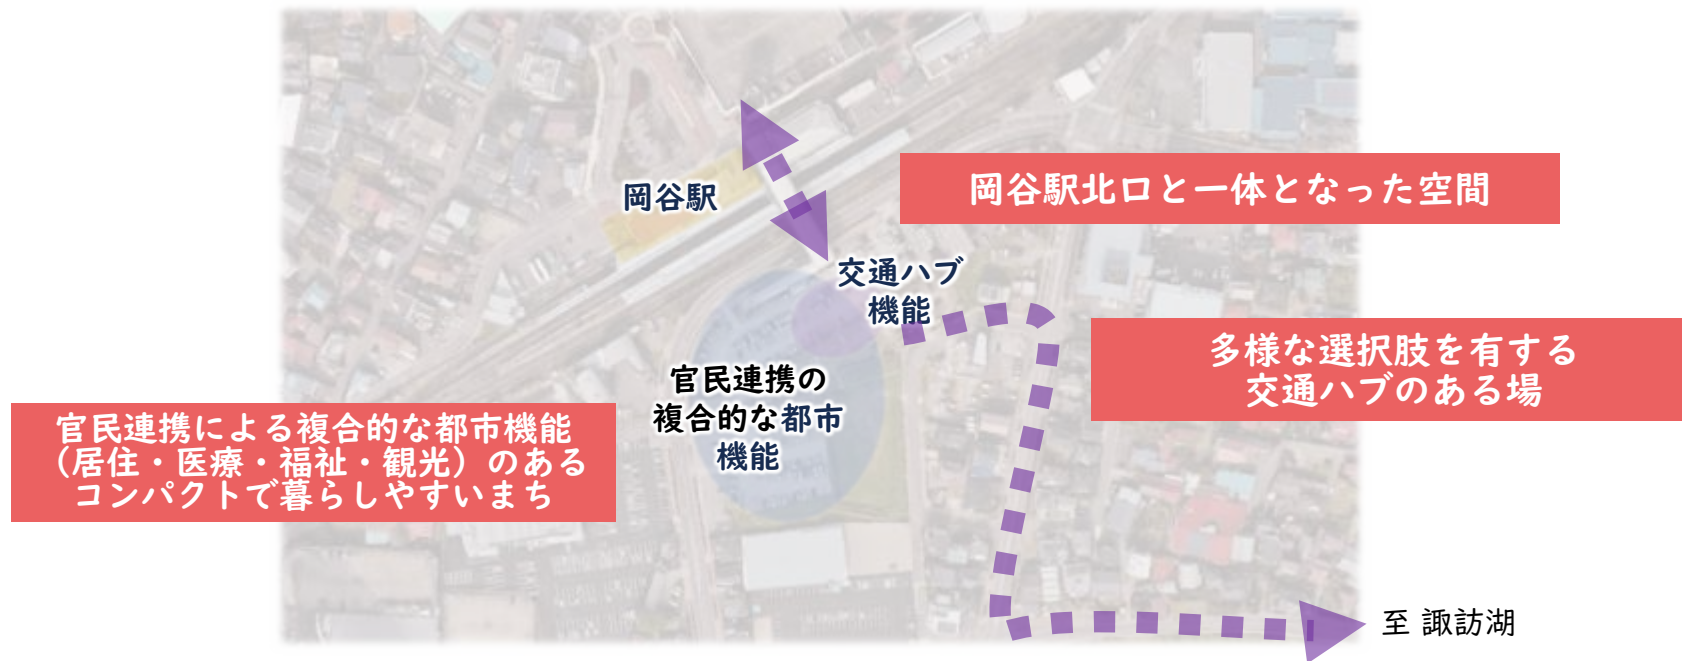 岡谷駅
岡谷駅北口と一体となった空間
交通ハブ
機能
多様な選択肢を有する
交通ハブのある場
官民連携の
複合的な都市
機能
官民連携による複合的な都市機能
（居住・医療・福祉・観光）のある
コンパクトで暮らしやすいまち
至 諏訪湖